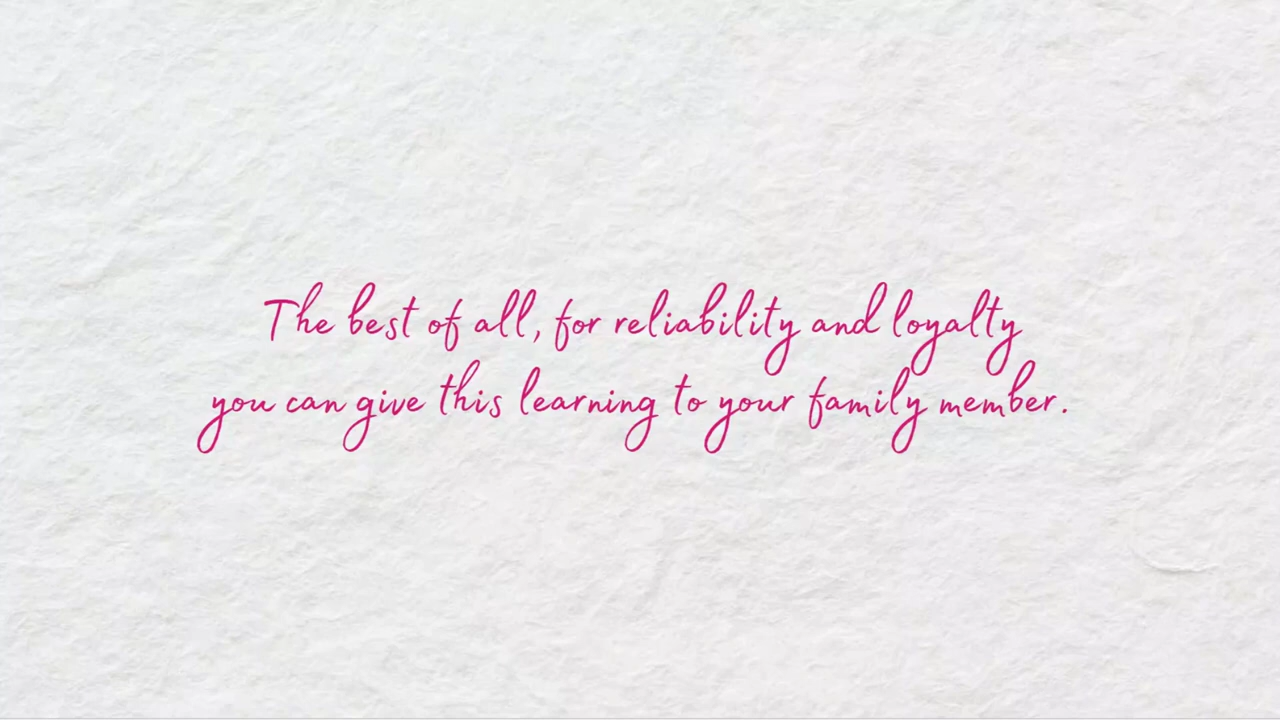 The best of all, for reliability and loyalty
you can give this learning to your family member.